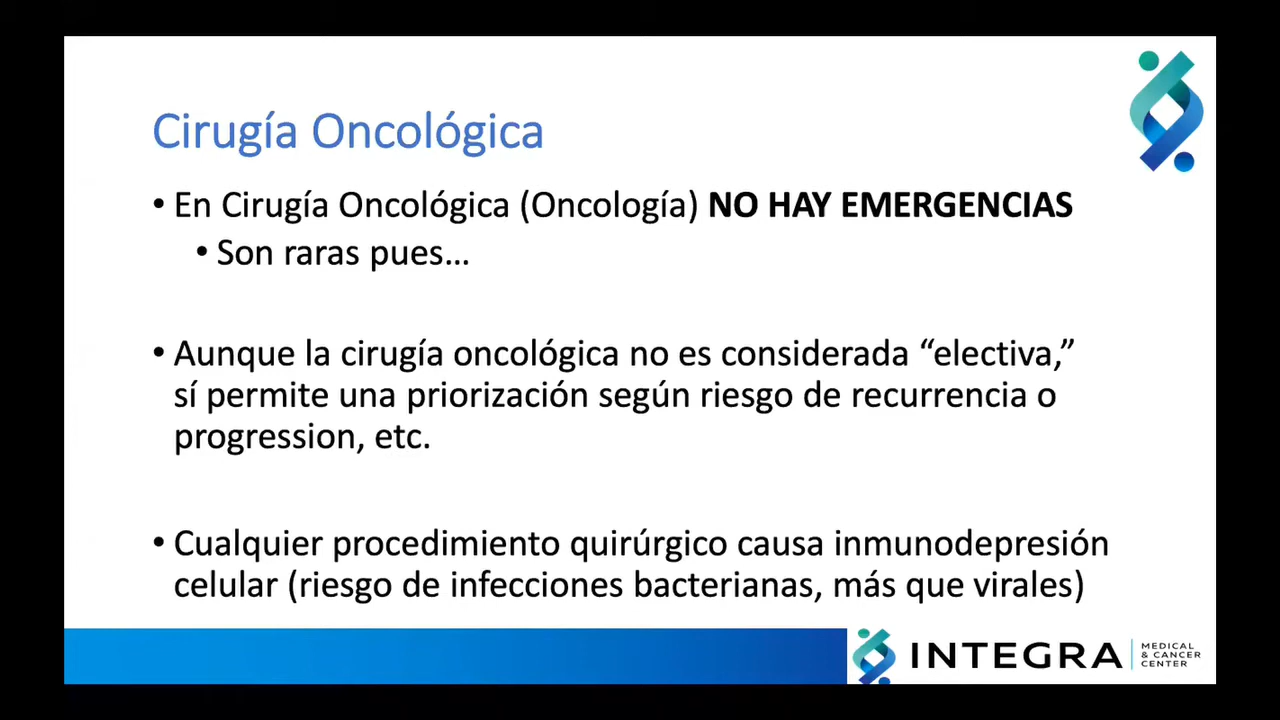 Cirugía Oncológica
• En Cirugía Oncológica (Oncología) NO HAY EMERGENCIAS
• Son raras pues...
• Aunque la cirugía oncológica no es considerada “electiva,”
sí permite una priorización según riesgo de recurrencia o
progression, etc.
• Cualquier procedimiento quirúrgico causa inmunodepresión
celular (riesgo de infecciones bacterianas, más que virales)
INTEGRA
MEDICAL
& CANCER
CENTER